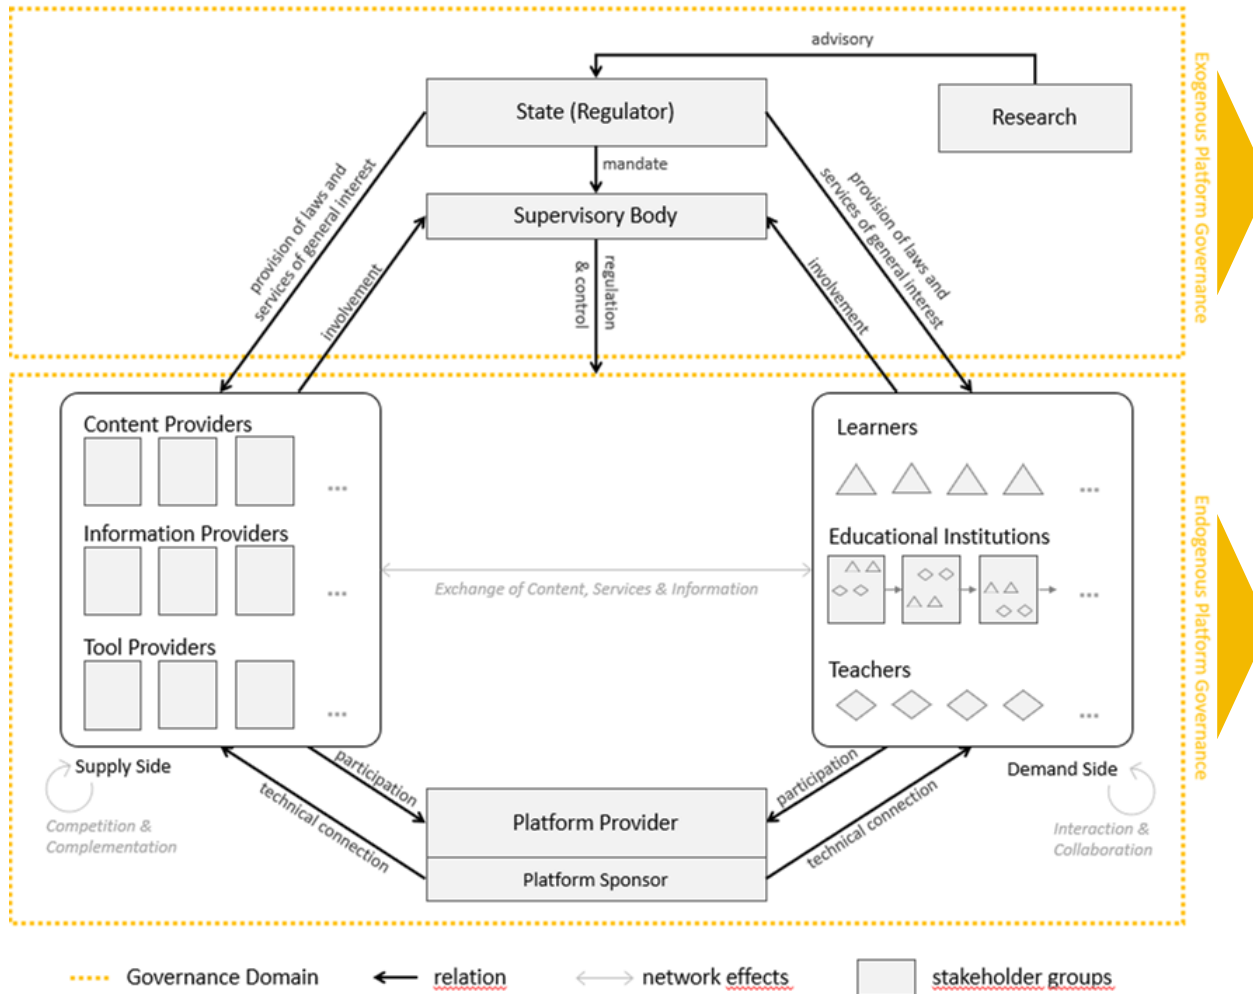 advisory
Exogenous Platform Governance
State (Regulator)
Research
mandate
provision of laws and
services of general interest
provision of laws and
services of general interest
Supervisory Body
involvement
regulation
& control
involvement
Endogenous Platform Governance
Content Providers
...
Information Providers
...
Tool Providers
...
Learners
...
Educational Institutions
...
Teachers
...
Exchange of Content, Services & Information
Supply Side
Competition &
Complementation
Demand Side
Interaction &
Collaboration
participation
technical connection
participation
technical connection
Platform Provider
Platform Sponsor
Governance Domain
relation
network effects
stakeholder groups